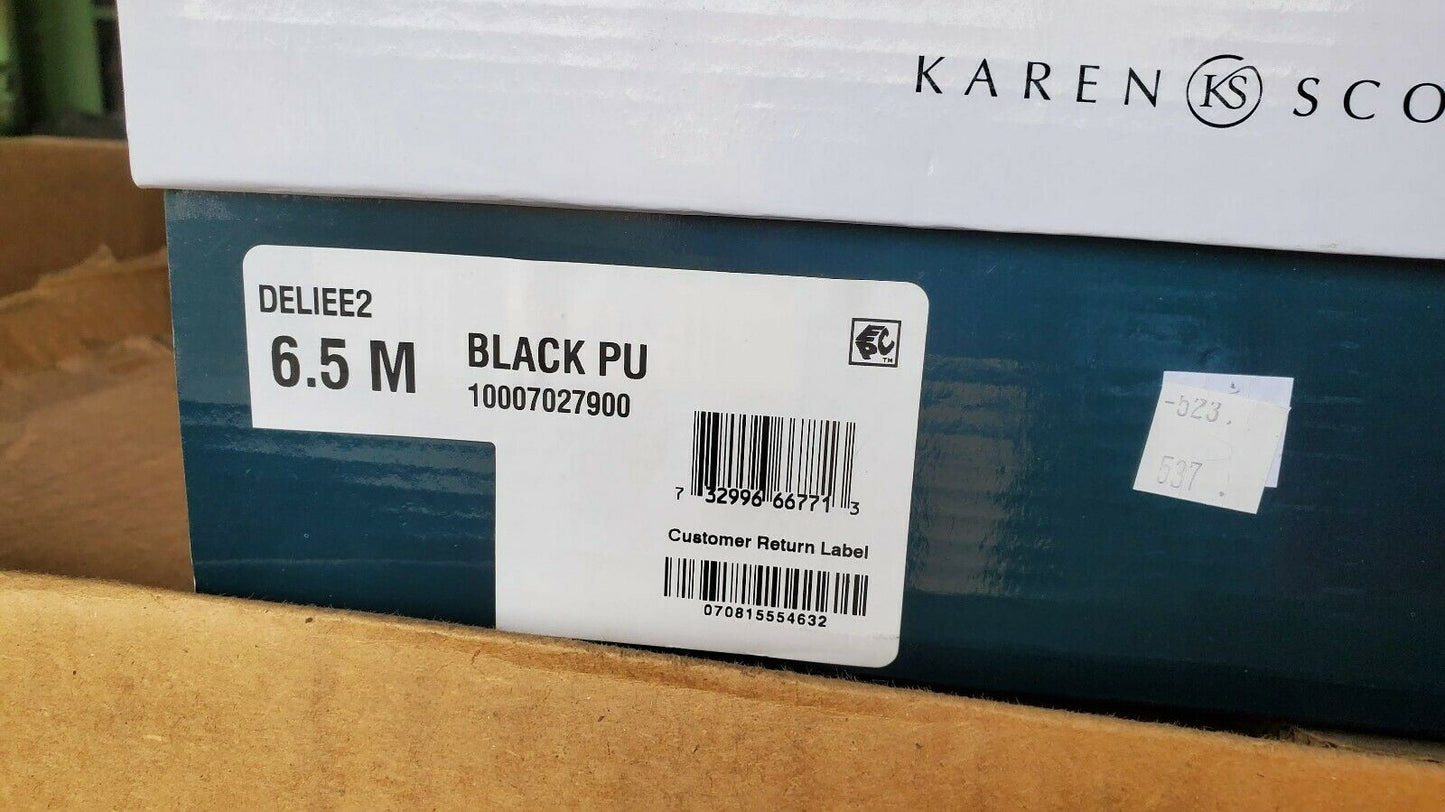 KAREN KS SCO
DELIEE2
6.5 M
BLACK PU
10007027900
7 32996 66771 3
Customer Return Label
070815554632
-523.
537